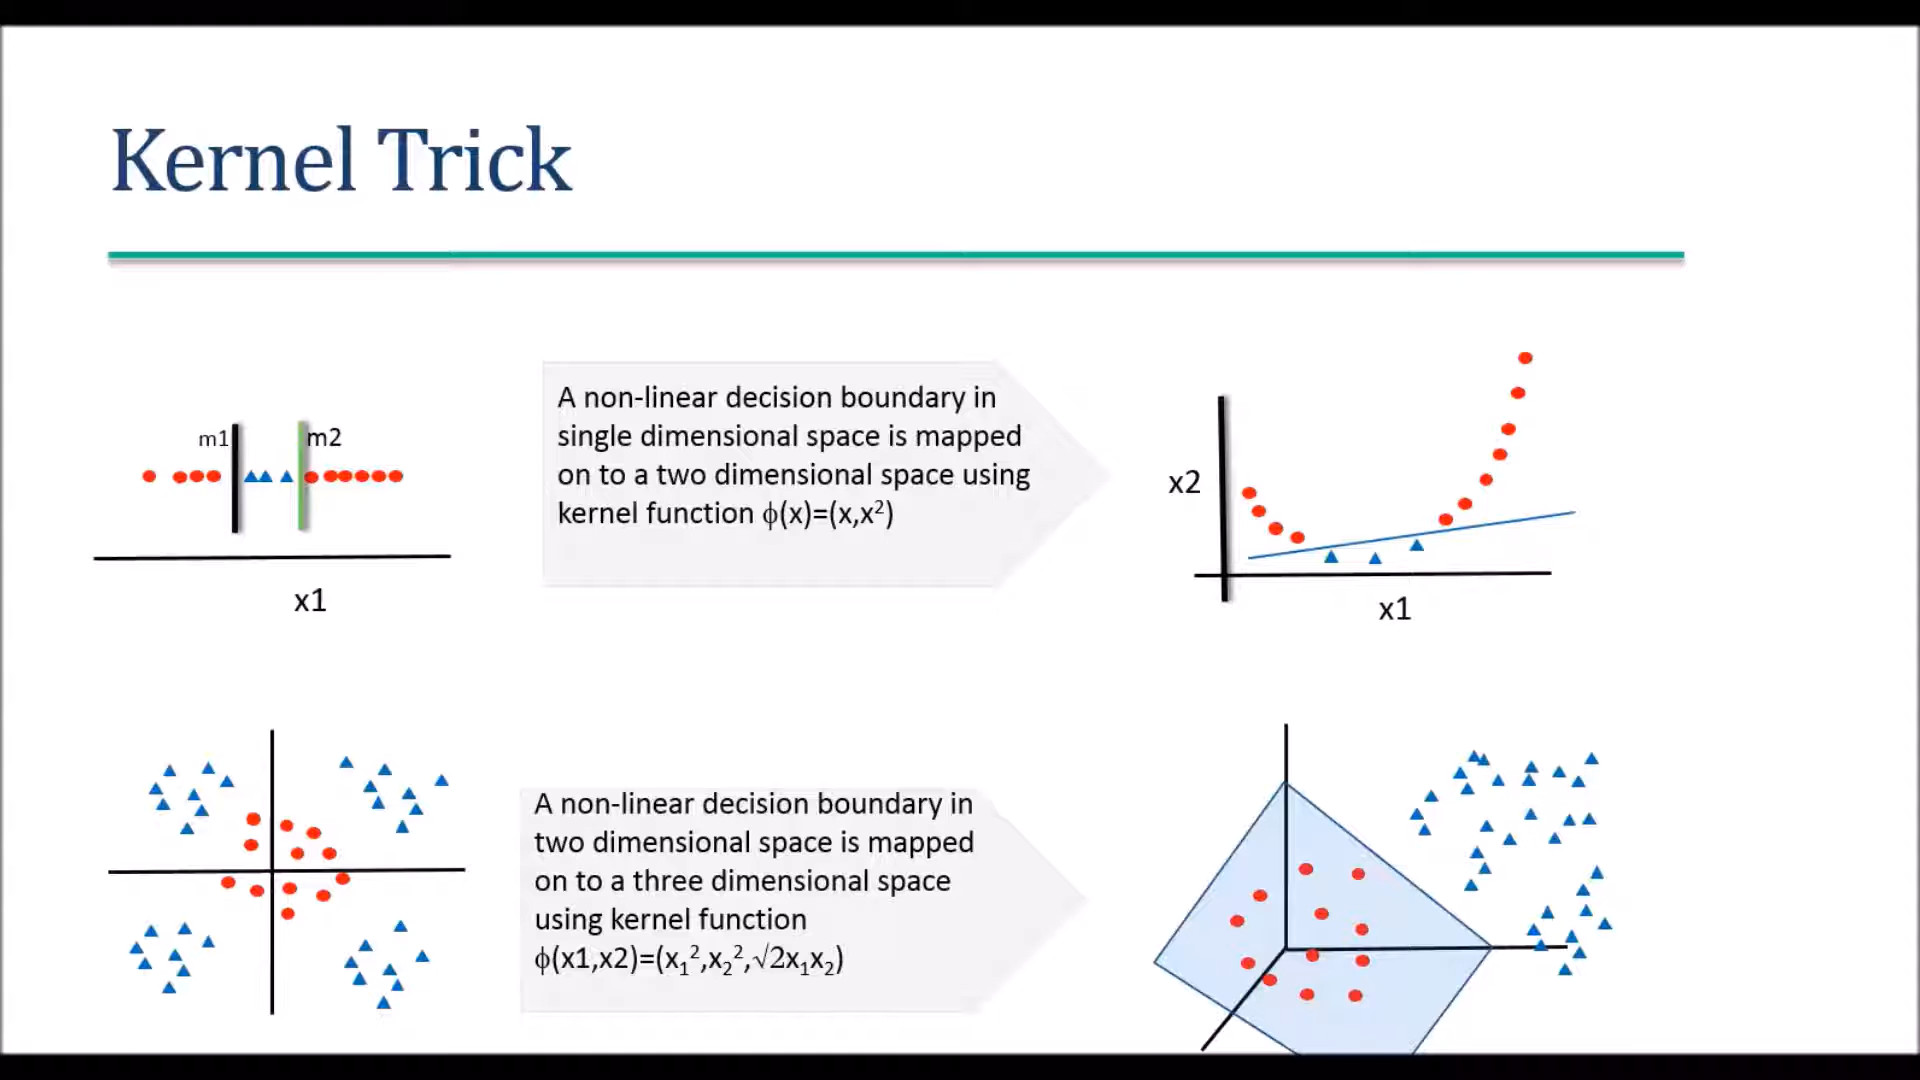 Kernel Trick
m1
m2
x1
A non-linear decision boundary in
single dimensional space is mapped
on to a two dimensional space using
kernel function ϕ(x)=(x,x²)
x2
x1
A non-linear decision boundary in
two dimensional space is mapped
on to a three dimensional space
using kernel function
ϕ(x1,x2)=(x₁²,x₂²,√2x₁x₂)